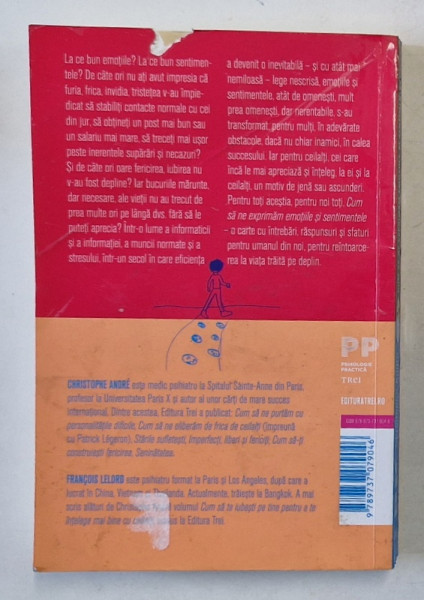 La ce bun emoțiile? La ce bun sentimen-
tele? De câte ori nu ați avut impresia că
furia, frica, invidia, tristețea v-au împie-
dicat să stabiliți contacte normale cu cei
din jur, să obțineți un post mai bun sau
un salariu mai mare, să treceți mai ușor
peste inerentele supărări și necazuri?
Și de câte ori oare fericirea, iubirea nu
v-au fost depline? Iar bucuriile mărunte,
dar necesare, ale vieții nu au trecut de
prea multe ori pe lângă dvs. fără să le
puteți aprecia? Într-o lume a informaticii
și a informației, a muncii normate și a
stresului, într-un secol în care eficiența
a devenit o inevitabilă – și cu atât mai
nemiloasă – lege nescrisă, emoțiile și
sentimentele, atât de omenești, mult
prea omenești, dar nerentabile, s-au
transformat, pentru mulți, în adevărate
obstacole, dacă nu chiar inamici, în calea
succesului. Iar pentru ceilalți, cei care
încă le mai apreciază și înțeleg, la ei și la
ceilalți, un motiv de jenă sau ascunderi.
Pentru toți aceștia, pentru noi toți, Cum
să ne exprimăm emoțiile și sentimentele
– o carte cu întrebări, răspunsuri și sfaturi
pentru umanul din noi, pentru reîntoarce-
rea la viața trăită pe deplin.
CHRISTOPHE ANDRÉ este medic psihiatru la Spitalul Sainte-Anne din Paris,
profesor la Universitatea Paris X și autor al unor cărți de mare succes
internațional. Dintre acestea, Editura Trei a publicat: Cum să ne purtăm cu
personalitățile dificile, Cum să ne eliberăm de frica de ceilalți (împreună
cu Patrick Légeron), Stările sufletești, Imperfecți, liberi și fericiți, Cum să-ți
construiești fericirea, Serenitatea.
FRANÇOIS LELORD este psihiatru format la Paris și Los Angeles, după care a
lucrat în China, Vietnam și Thailanda. Actualmente, trăiește la Bangkok. A mai
scris alături de Christophe André volumul Cum să te iubești pe tine pentru a te
înțelege mai bine cu ceilalți, apărut la Editura Trei.
PP
PSIHOLOGIE
PRACTICĂ
TREI
EDITURATREI.RO
9 789737 079046